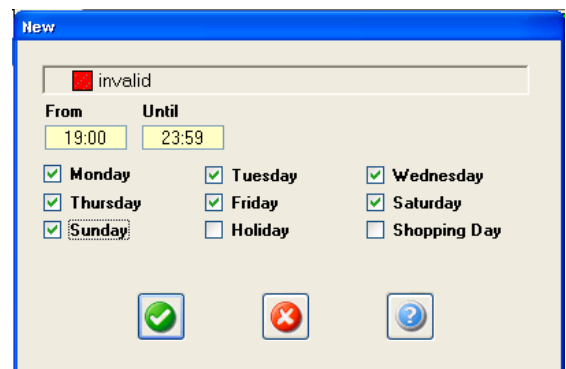 New
invalid
From Until
19:00 23:59
Monday Tuesday Wednesday
Thursday Friday Saturday
Sunday Holiday Shopping Day
?